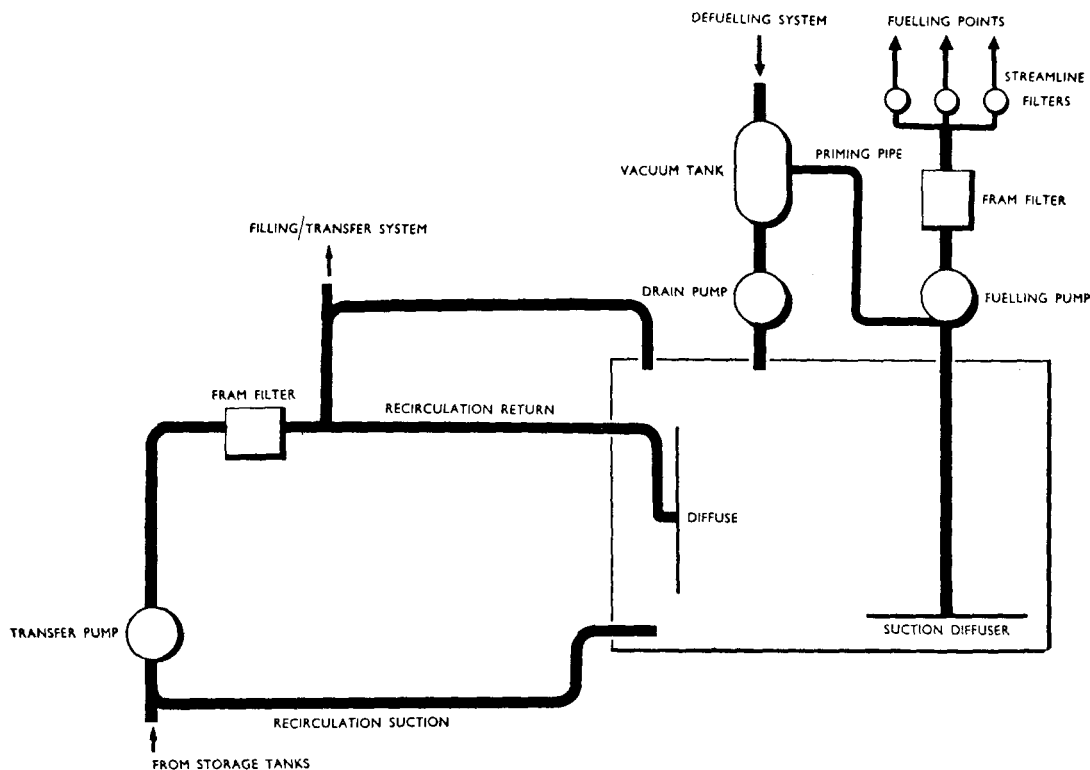 DEFUELLING SYSTEM
FUELLING POINTS
STREAMLINE
FILTERS
PRIMING PIPE
VACUUM TANK
FRAM FILTER
FILLING/TRANSFER SYSTEM
DRAIN PUMP
FUELLING PUMP
FRAM FILTER
RECIRCULATION RETURN
DIFFUSE
TRANSFER PUMP
SUCTION DIFFUSER
RECIRCULATION SUCTION
FROM STORAGE TANKS